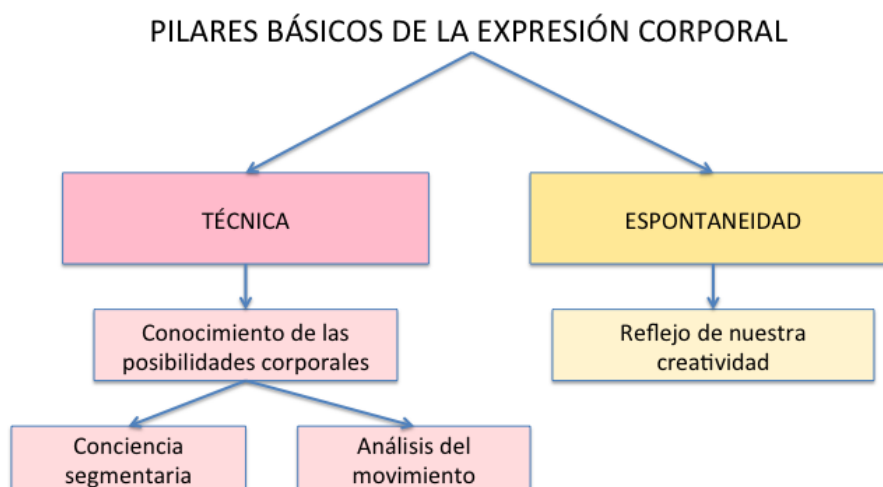 PILARES BÁSICOS DE LA EXPRESIÓN CORPORAL
TÉCNICA
ESPONTANEIDAD
Conocimiento de las
posibilidades corporales
Reflejo de nuestra
creatividad
Conciencia
segmentaria
Análisis del
movimiento